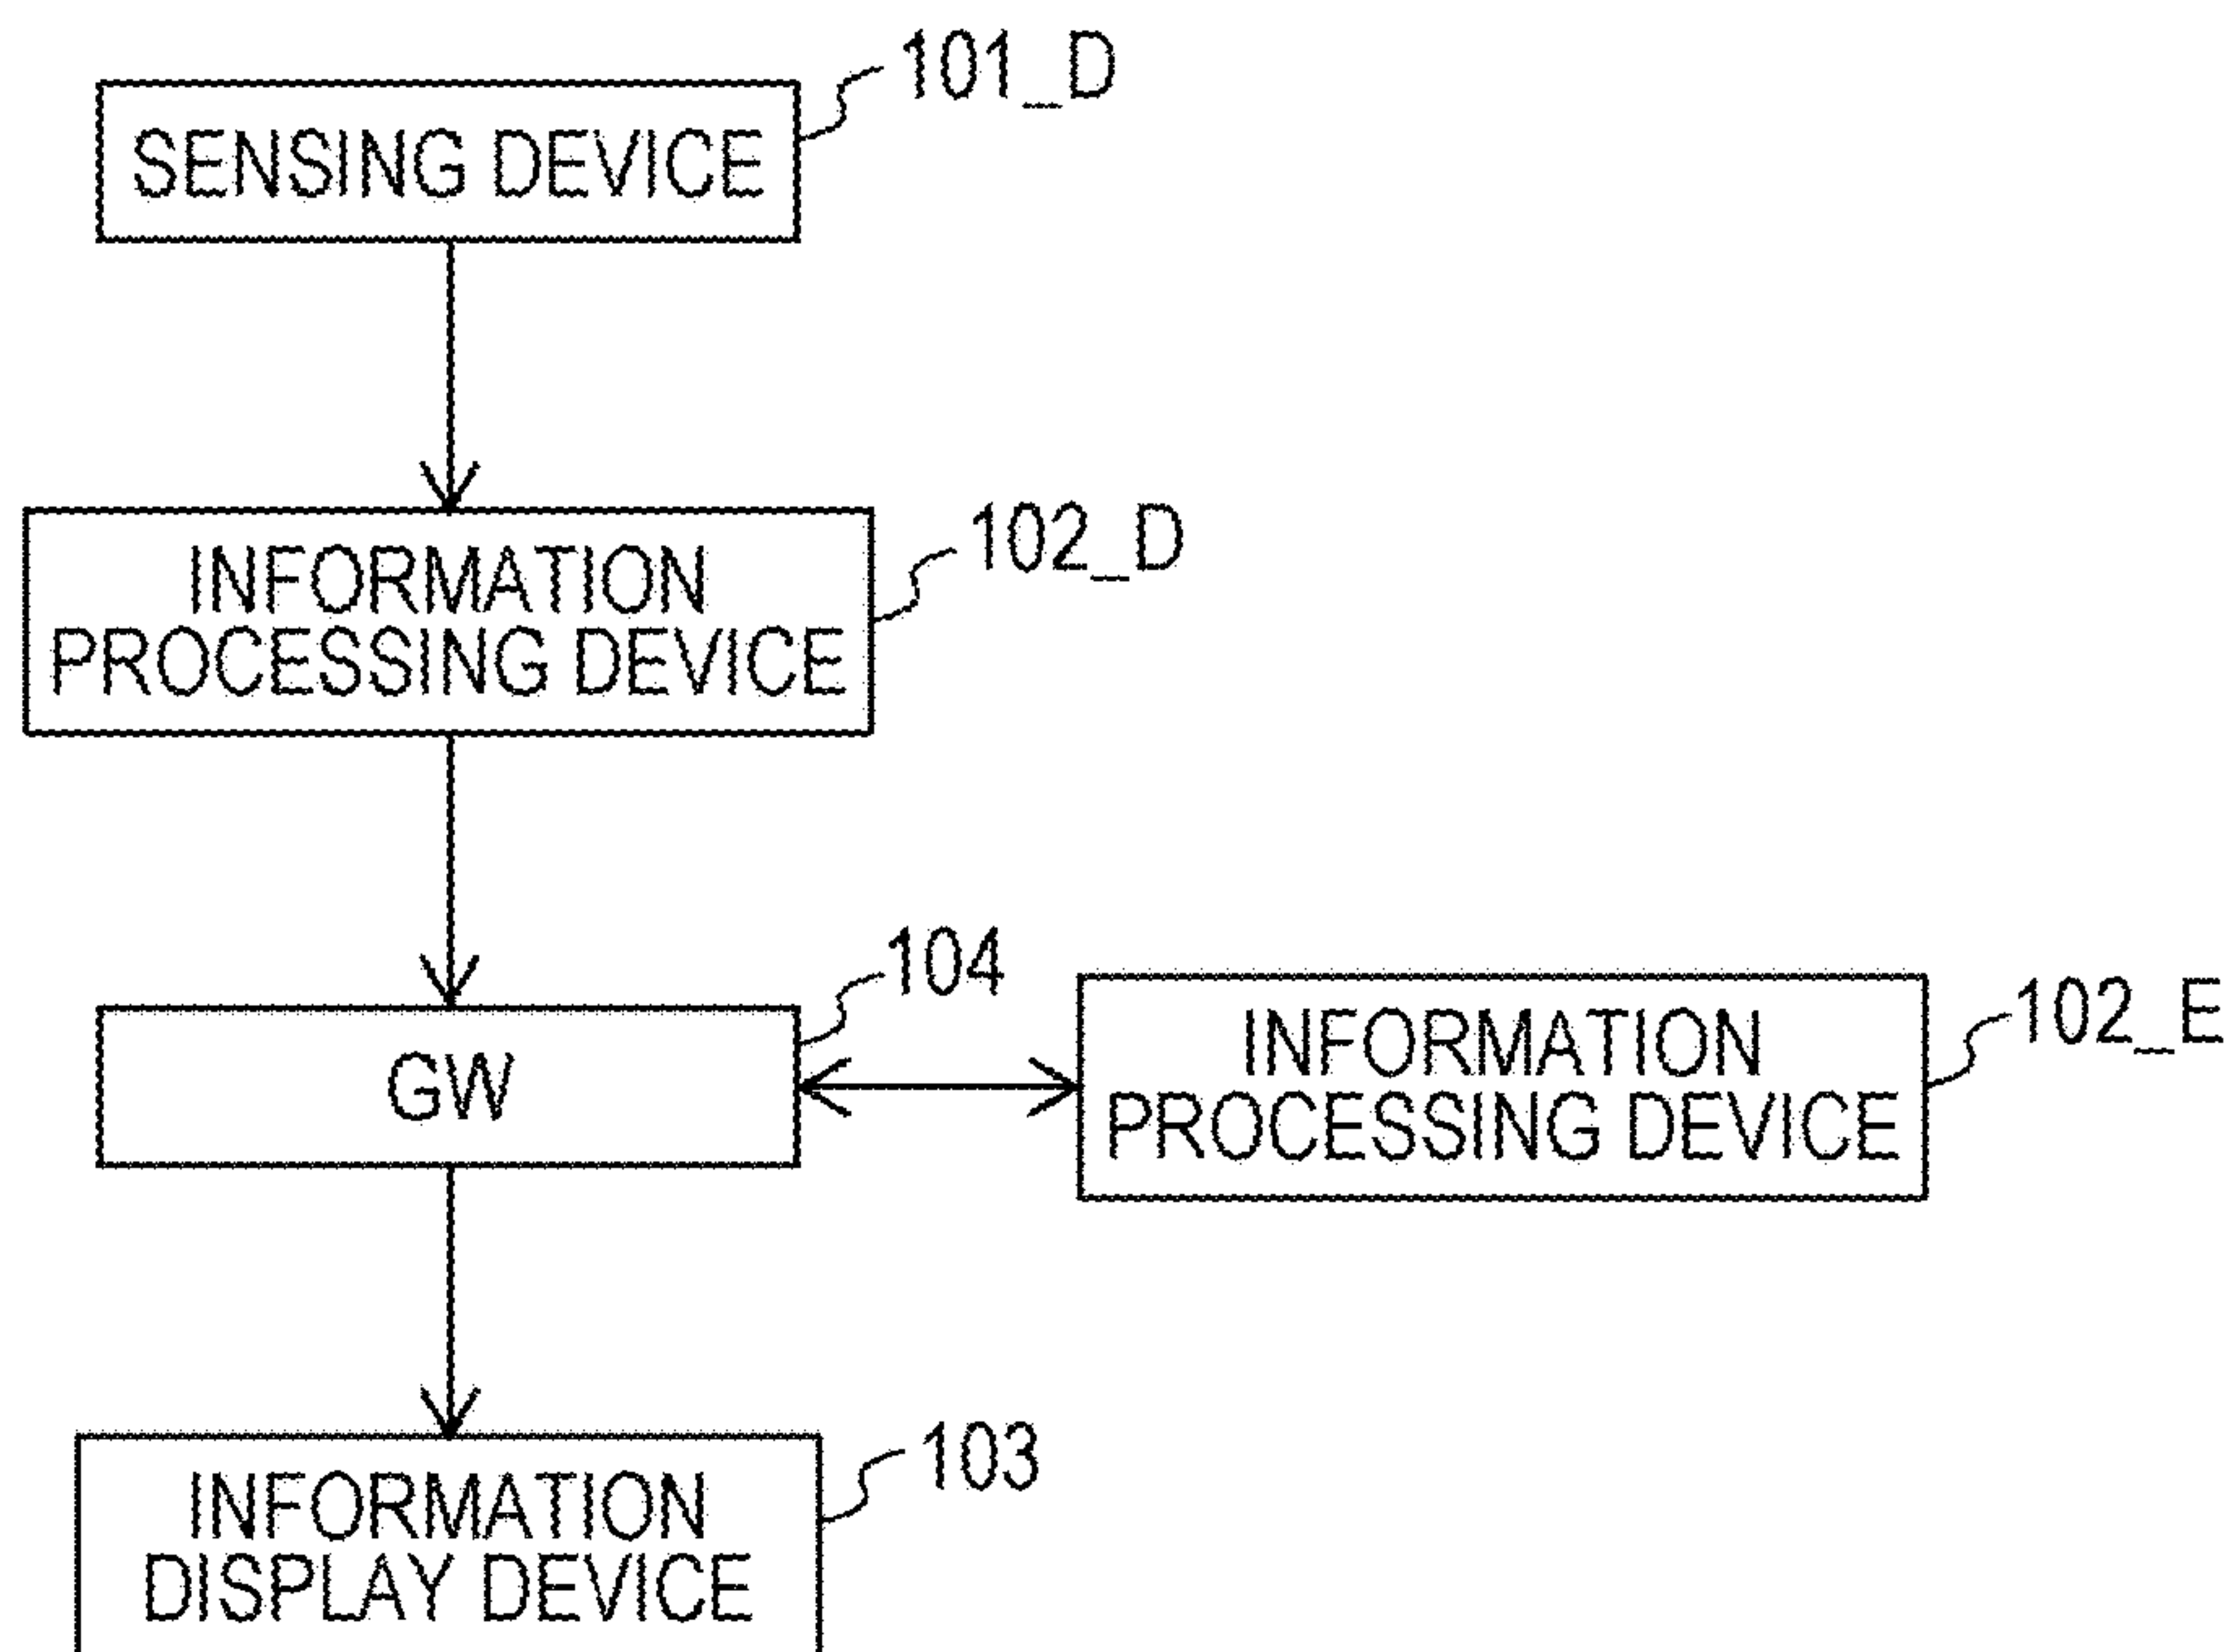 101_D
SENSING DEVICE
102_D
INFORMATION
PROCESSING DEVICE
104
GW
102_E
INFORMATION
PROCESSING DEVICE
103
INFORMATION
DISPLAY DEVICE